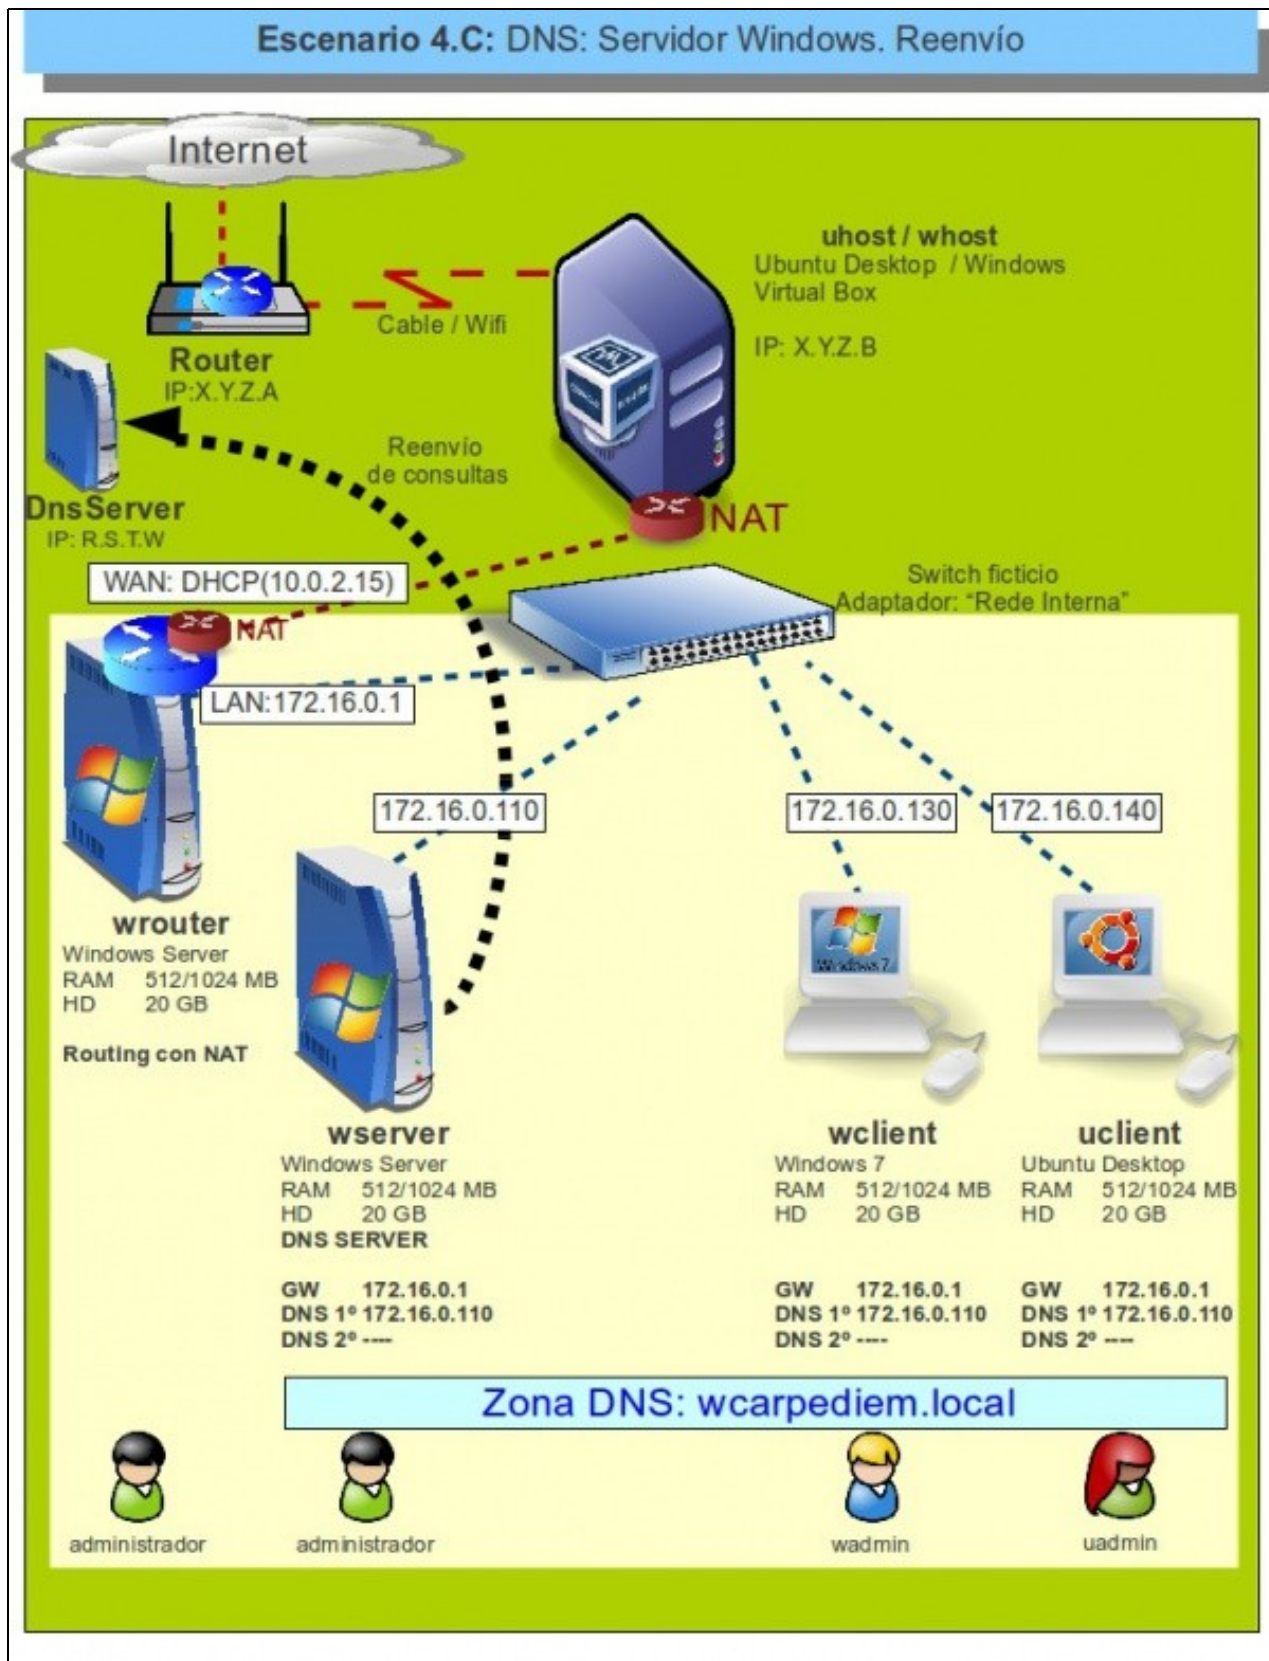 Escenario 4.C: DNS: Servidor Windows. Reenvío
Internet
Cable / Wifi
Router
IP:X.Y.Z.A
uhost / whost
Ubuntu Desktop / Windows
Virtual Box
IP: X.Y.Z.B
Reenvío
de consultas
DnsServer
IP: R.S.T.W
NAT
WAN: DHCP(10.0.2.15)
Switch ficticio
Adaptador: “Rede Interna”
NAT
LAN:172.16.0.1
172.16.0.110
172.16.0.130
172.16.0.140
wrouter
Windows Server
RAM 512/1024 MB
HD 20 GB
Routing con NAT
Windows 7
wserver
Windows Server
RAM 512/1024 MB
HD 20 GB
DNS SERVER
GW 172.16.0.1
DNS 1º 172.16.0.110
DNS 2º ----
wclient
Windows 7
RAM 512/1024 MB
HD 20 GB
GW 172.16.0.1
DNS 1º 172.16.0.110
DNS 2º ----
uclient
Ubuntu Desktop
RAM 512/1024 MB
HD 20 GB
GW 172.16.0.1
DNS 1º 172.16.0.110
DNS 2º ----
Zona DNS: wcarpediem.local
administrador
administrador
wadmin
uadmin